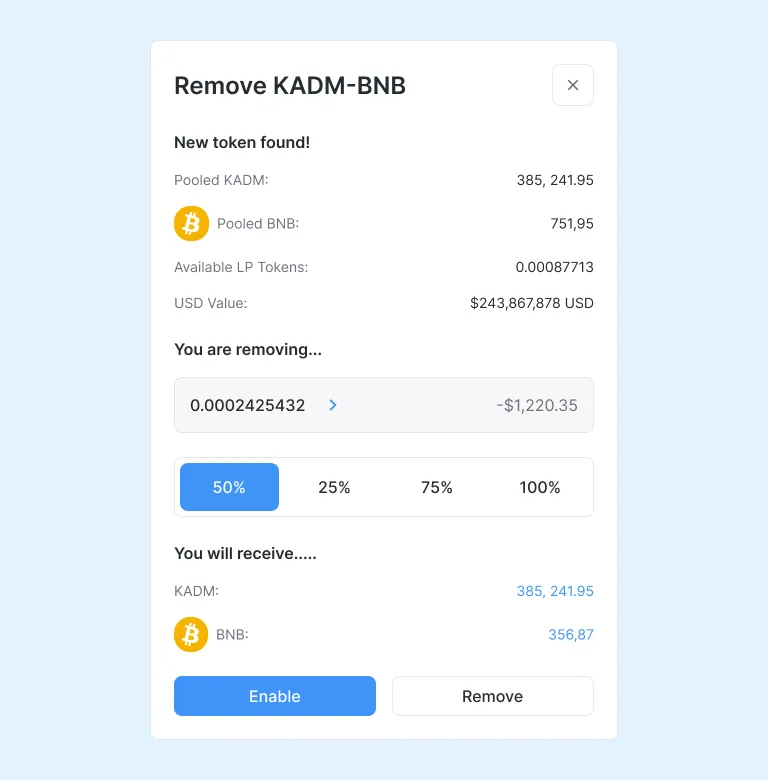 Remove KADM-BNB
New token found!
Pooled KADM: 385, 241.95
Pooled BNB: 751,95
Available LP Tokens: 0.00087713
USD Value: $243,867,878 USD
You are removing...
0.0002425432 -$1,220.35
50% 25% 75% 100%
You will receive.....
KADM: 385, 241.95
BNB: 356,87
Enable Remove